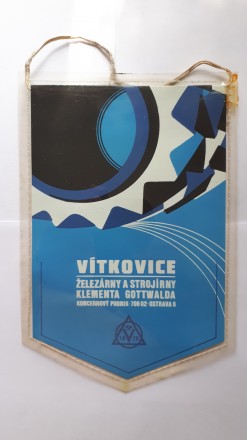 VÍTKOVICE
ŽELEZÁRNY A STROJÍRNY
KLEMENTA GOTTWALDA
KONCERNOVÝ PODNIK-706 02-OSTRAVA 6